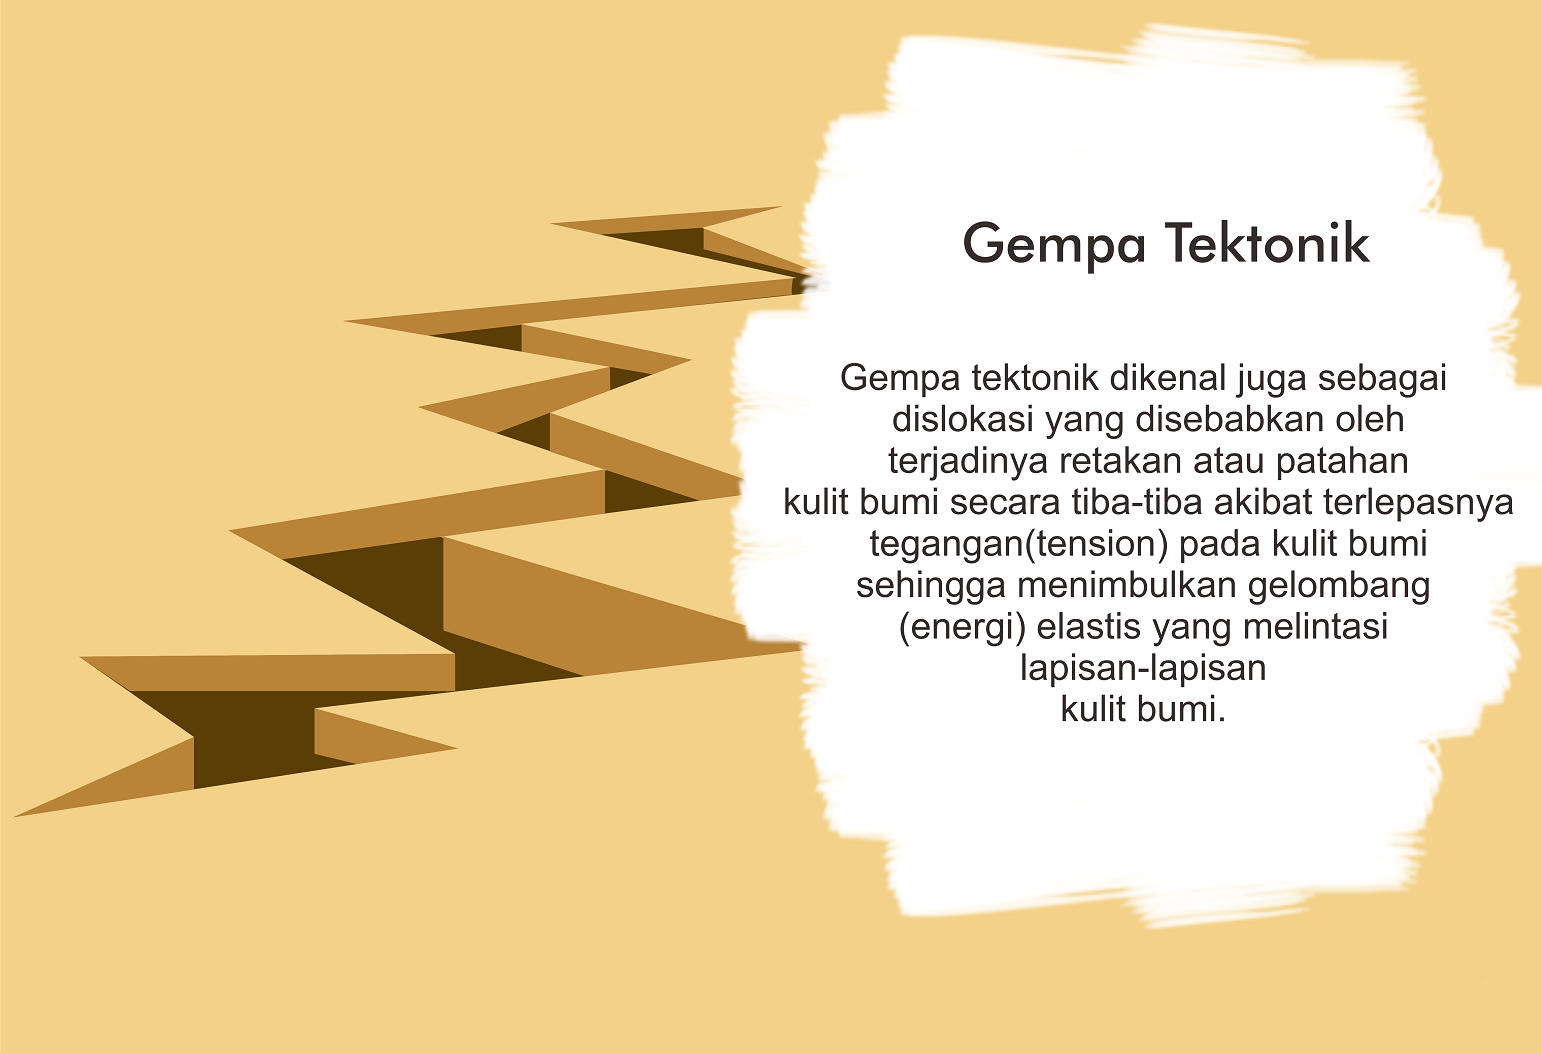 Gempa Tektonik
Gempa tektonik dikenal juga sebagai
dislokasi yang disebabkan oleh
terjadinya retakan atau patahan
kulit bumi secara tiba-tiba akibat terlepasnya
tegangan(tension) pada kulit bumi
sehingga menimbulkan gelombang
(energi) elastis yang melintasi
lapisan-lapisan
kulit bumi.